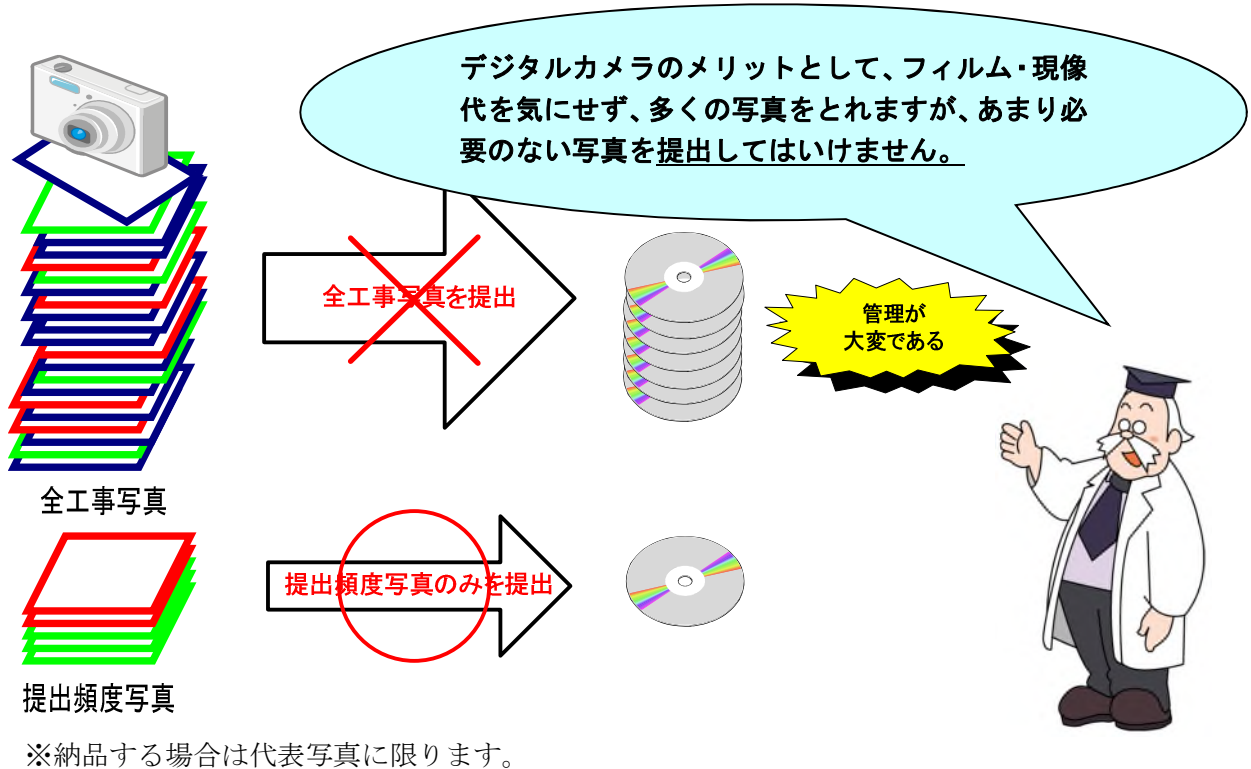 デジタルカメラのメリットとして、フィルム・現像
代を気にせず、多くの写真をとれますが、あまり必
要のない写真を提出してはいけません。
全工事写真を提出
管理が
大変である
全工事写真
提出頻度写真のみを提出
提出頻度写真
※納品する場合は代表写真に限ります。